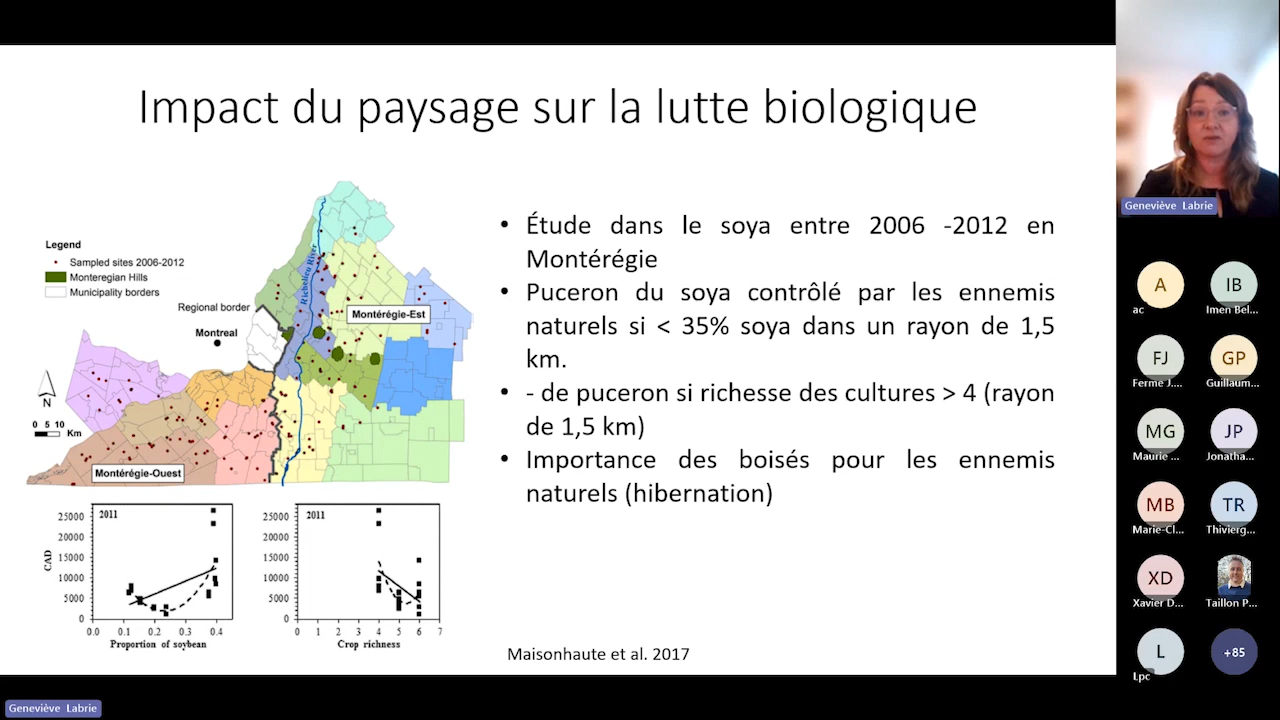 Impact du paysage sur la lutte biologique
Legend
Sampled sites 2006-2012
Monteregian Hills
Municipality borders
Regional border
Montreal
Richelieu River
Montérégie-Est
Montérégie-Ouest
N
0 5 10
Km
• Étude dans le soya entre 2006 -2012 en
Montérégie
• Puceron du soya contrôlé par les ennemis
naturels si < 35% soya dans un rayon de 1,5
km.
• - de puceron si richesse des cultures > 4 (rayon
de 1,5 km)
• Importance des boisés pour les ennemis
naturels (hibernation)
2011
CAD
25000
20000
15000
10000
5000
0
0.0 0.1 0.2 0.3 0.4
Proportion of soybean
2011
25000
20000
15000
10000
5000
0
0 1 2 3 4 5 6 7
Crop richness
Maisonhaute et al. 2017
Geneviève Labrie
A
ac
IB
Imen Bel...
FJ
Ferme J....
GP
Guillaum...
MG
Maurie ...
JP
Jonatha...
MB
Marie-Cl...
TR
Thivierg...
XD
Xavier D...
Taillon P...
L
Lpc
+85
Geneviève Labrie